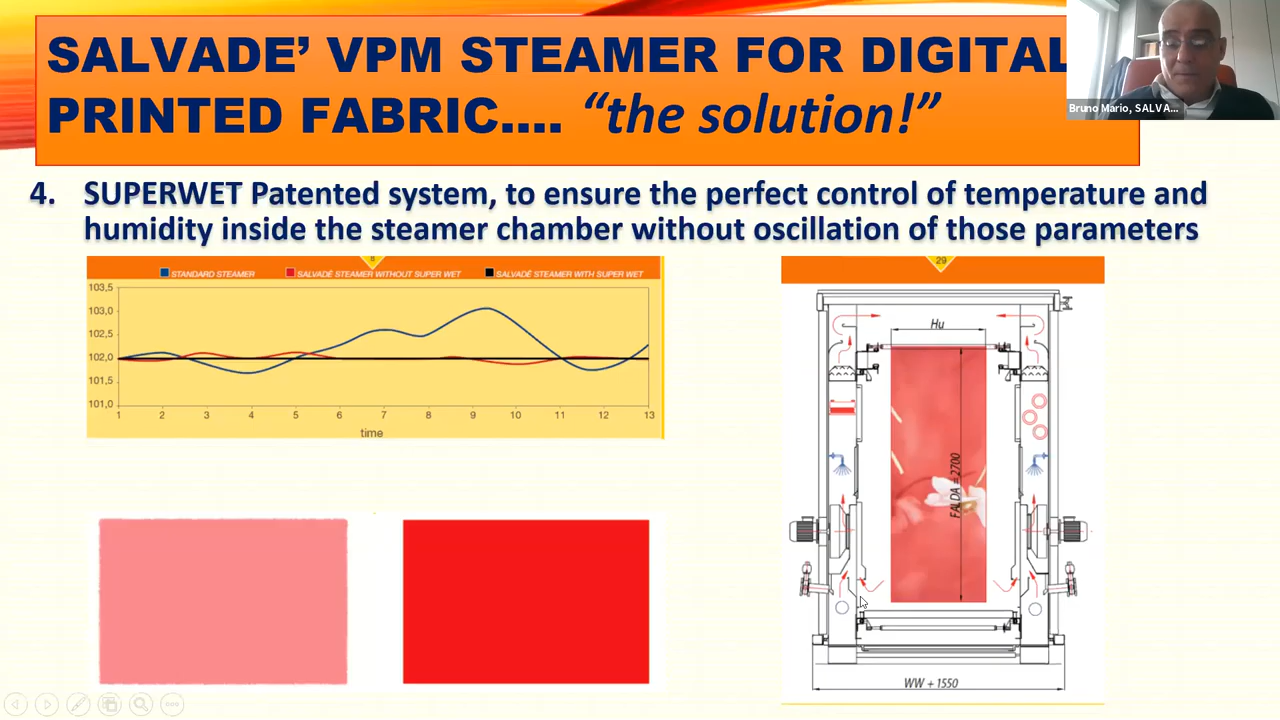 SALVADE’ VPM STEAMER FOR DIGITAL
PRINTED FABRIC.... “the solution!”
Bruno Mario, SALVA...
4. SUPERWET Patented system, to ensure the perfect control of temperature and
humidity inside the steamer chamber without oscillation of those parameters
8
STANDARD STEAMER SALVADÈ STEAMER WITHOUT SUPER WET SALVADÈ STEAMER WITH SUPER WET
103,5
103,0
102,5
102,0
101,5
101,0
1 2 3 4 5 6 7 8 9 10 11 12 13
time
29
Hu
FALDA = 2700
WW + 1550